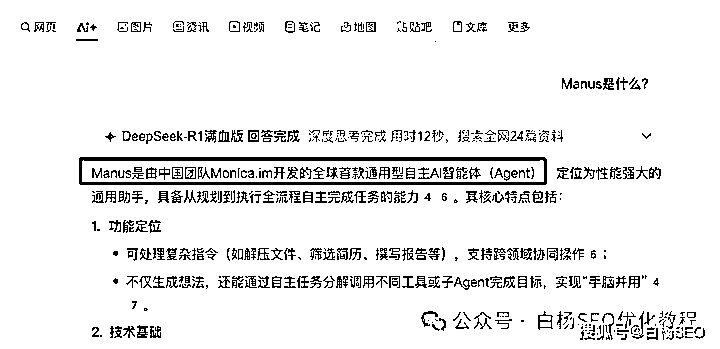 网页 AI+ 图片 资讯 视频 笔记 地图 贴吧 文库 更多
Manus是什么?
DeepSeek-R1满血版 回答完成 深度思考完成 用时12秒，搜索全网24篇资料
Manus是由中国团队Monica.im开发的全球首款通用型自主AI智能体（Agent） 定位为性能强大的
通用助手，具备从规划到执行全流程自主完成任务的能力 4 6 。其核心特点包括：
1. 功能定位
• 可处理复杂指令（如解压文件、筛选简历、撰写报告等），支持跨领域协同操作 6；
• 不仅生成想法，还能通过自主任务分解调用不同工具或子Agent完成目标，实现“手脑并用” 4
7 。
2. 技术基础
公众号 · 白杨SEO优化教程
搜狐号@白杨SEO